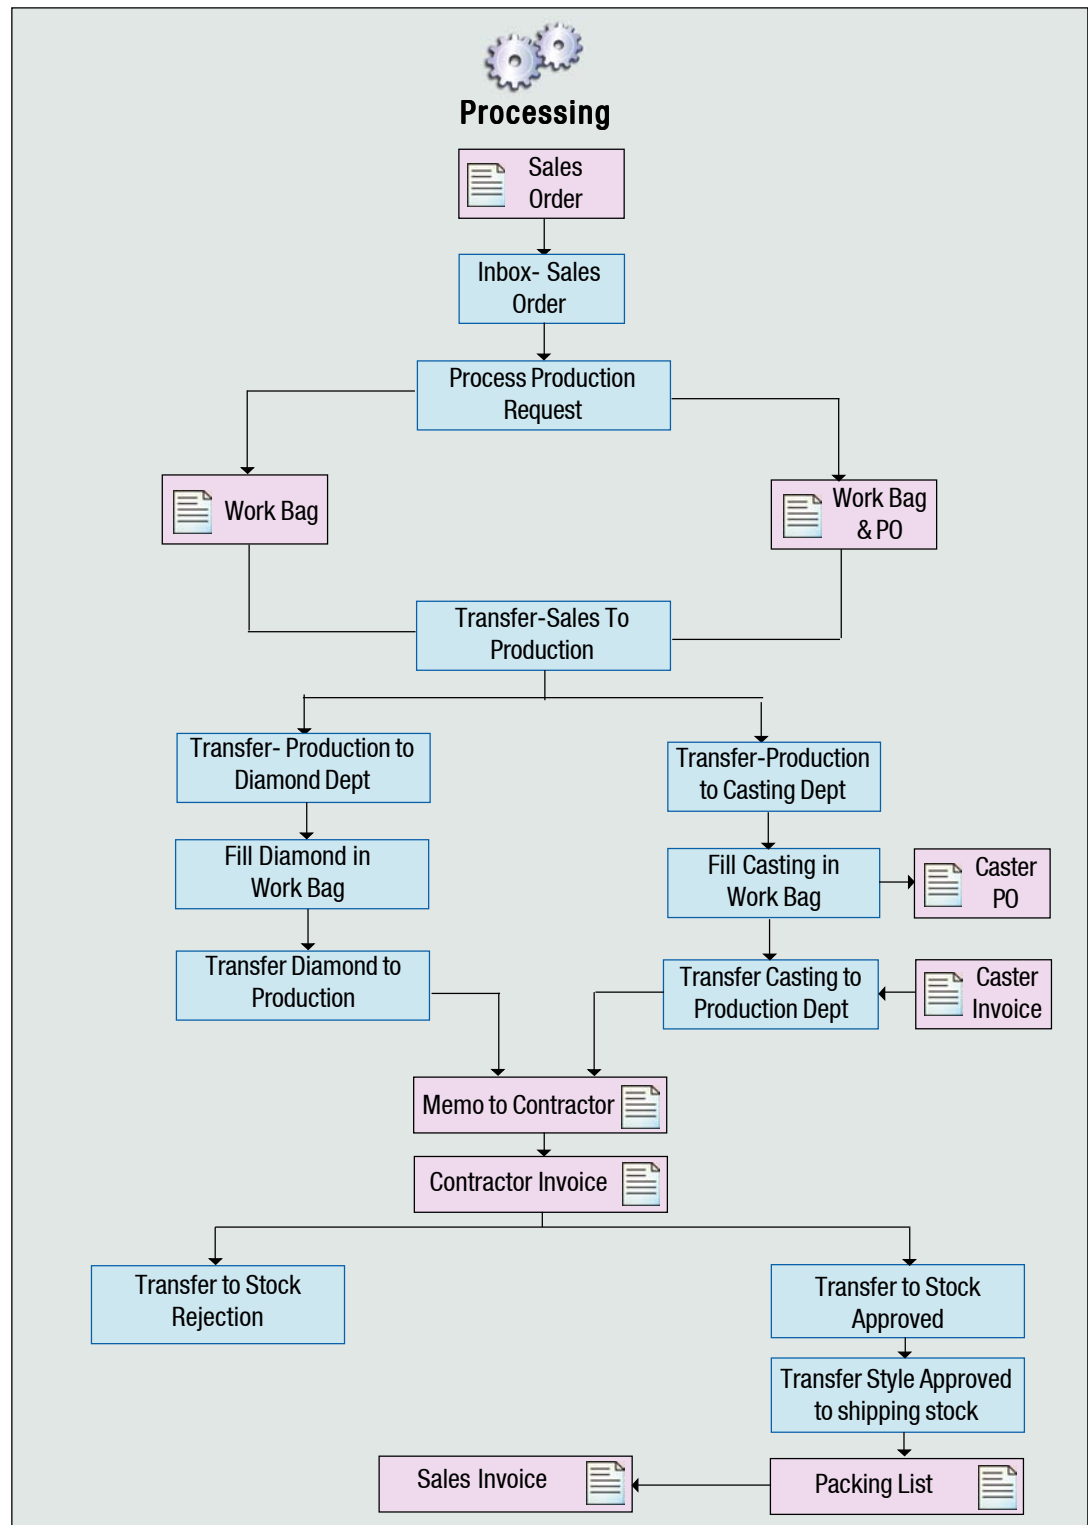 Processing
Sales
Order
Inbox- Sales
Order
Process Production
Request
Work Bag
Work Bag
& PO
Transfer-Sales To
Production
Transfer- Production to
Diamond Dept
Transfer-Production
to Casting Dept
Fill Diamond in
Work Bag
Fill Casting in
Work Bag
Caster
PO
Transfer Diamond to
Production
Transfer Casting to
Production Dept
Caster
Invoice
Memo to Contractor
Contractor Invoice
Transfer to Stock
Rejection
Transfer to Stock
Approved
Transfer Style Approved
to shipping stock
Sales Invoice
Packing List